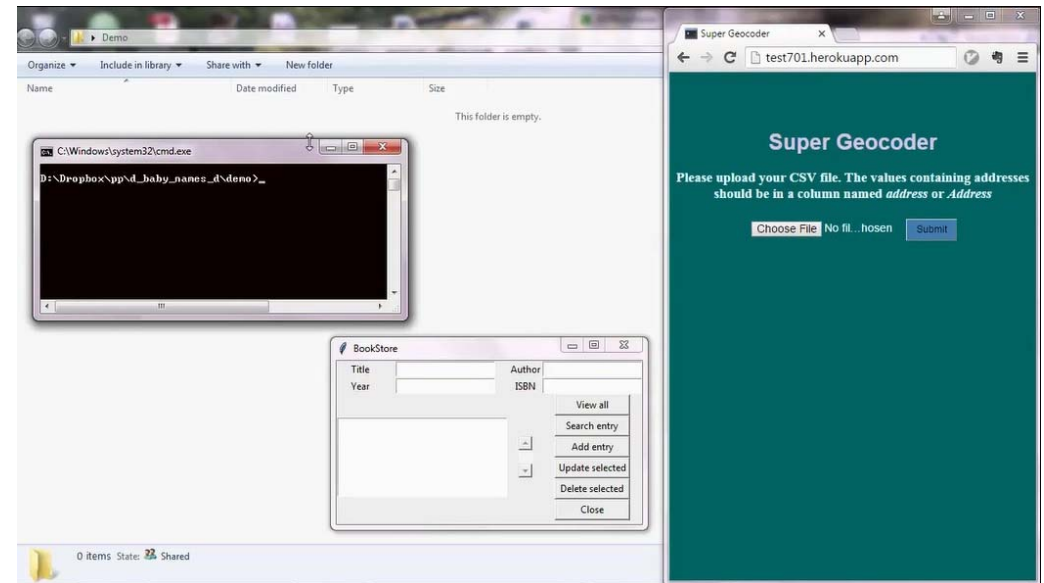 Demo
Organize Include in library Share with New folder
Name Date modified Type Size
This folder is empty.
C:\Windows\system32\cmd.exe
D:\Dropbox\pp\d_baby_names_d\demo>_
BookStore
Title Author
Year ISBN
View all
Search entry
Add entry
Update selected
Delete selected
Close
0 items State: Shared
Super Geocoder
test701.herokuapp.com
Super Geocoder
Please upload your CSV file. The values containing addresses
should be in a column named address or Address
Choose File No fil...hosen Submit